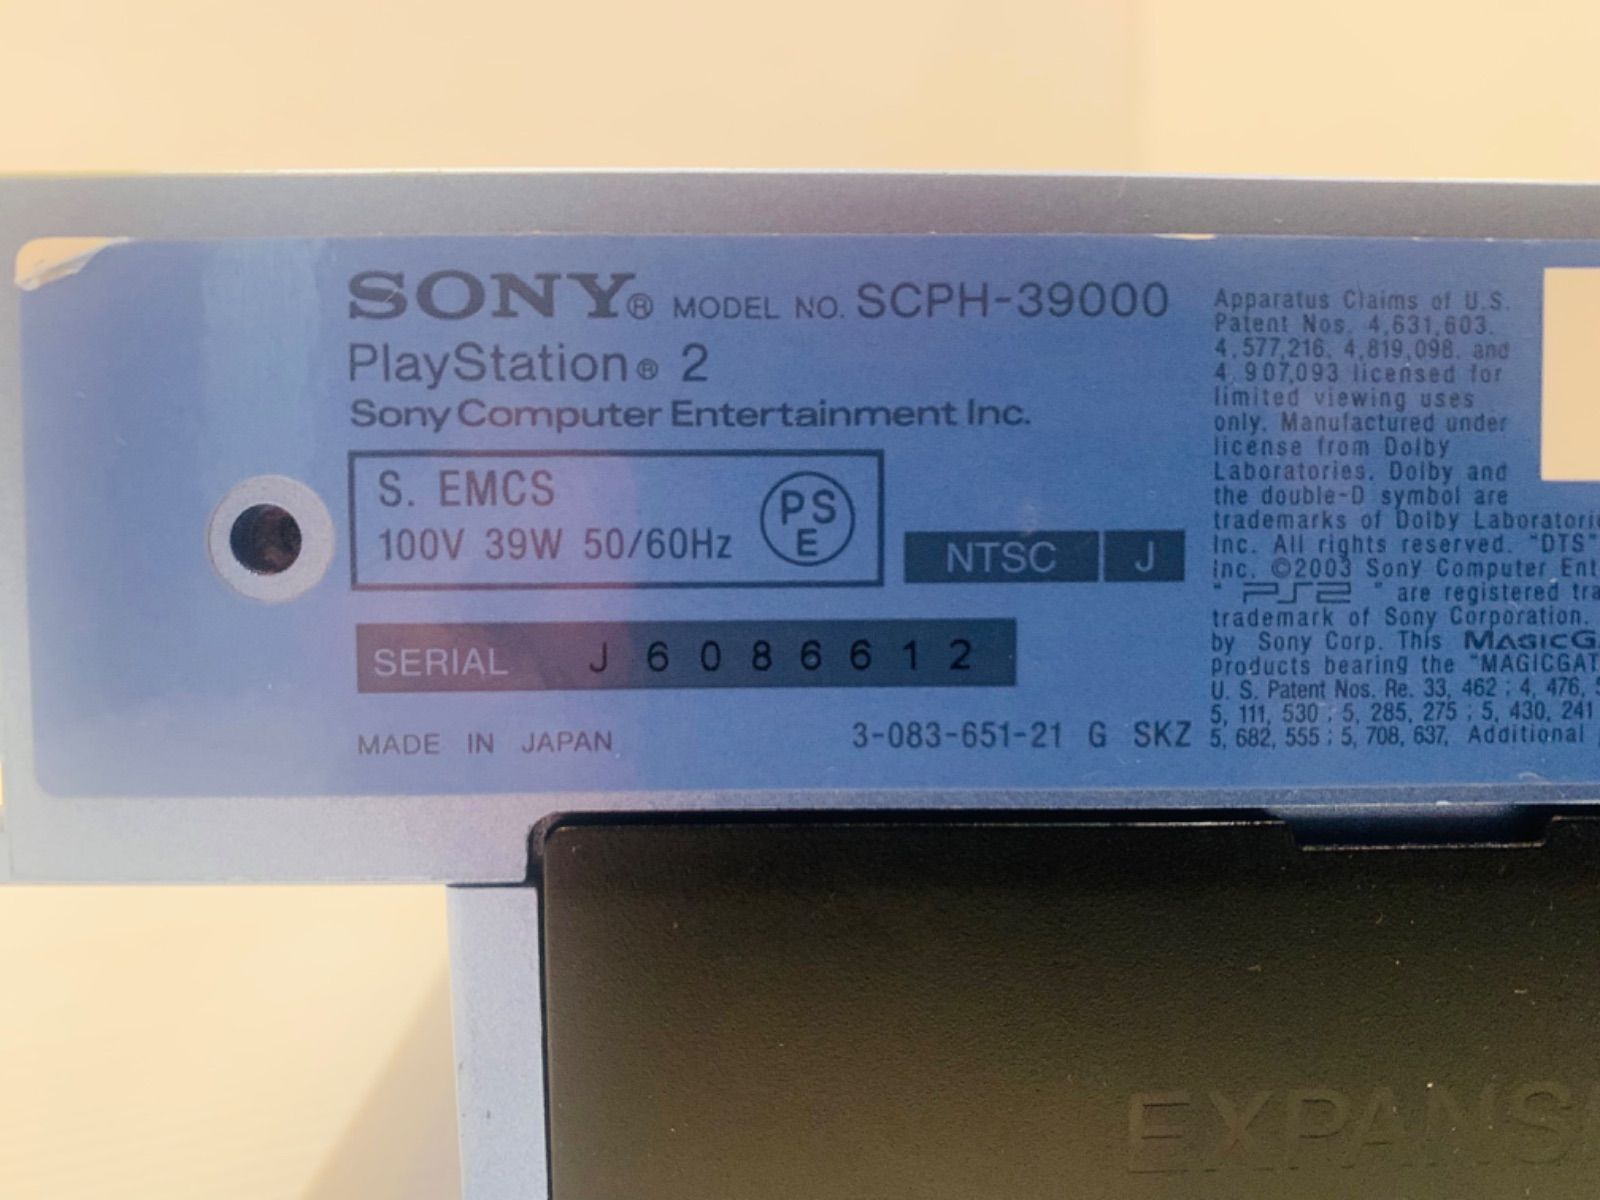 SONY® MODEL NO. SCPH-39000
PlayStation® 2
Sony Computer Entertainment Inc.
S. EMCS
100V 39W 50/60Hz
PS
E
NTSC J
SERIAL J6086612
MADE IN JAPAN
3-083-651-21 G SKZ
Apparatus Claims of U.S.
Patent Nos. 4,631,603.
4,577,216, 4,819,098, and
4,907,093 licensed for
limited viewing uses
only. Manufactured under
license from Dolby
Laboratories. Dolby and
the double-D symbol are
trademarks of Dolby
Inc. All rights reserved. "DTS"
Inc. ©2003 Sony Computer
" PS2 " are registered
trademark of Sony Corporation.
by Sony Corp. This
products bearing the
U. S. Patent Nos. Re. 33, 462 ; 4, 476,
5, 111, 530 ; 5, 285, 275 ; 5, 430, 241
5, 682, 555 ; 5, 708, 637, Additional